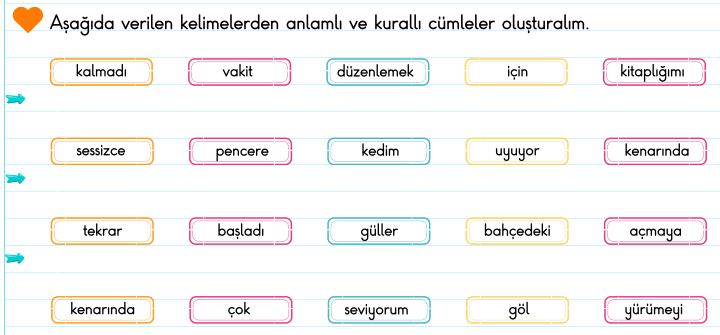 Aşağıda verilen kelimelerden anlamlı ve kurallı cümleler oluşturalım.
kalmadı vakit düzenlemek için kitaplığımı
sessizce pencere kedim uyuyor kenarında
tekrar başladı güller bahçedeki açmaya
kenarında çok seviyorum göl yürümeyi